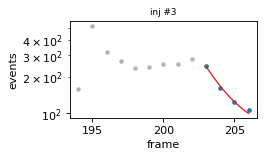 inj #3
4 × 10²
3 × 10²
2 × 10²
10²
events
195
200
205
frame